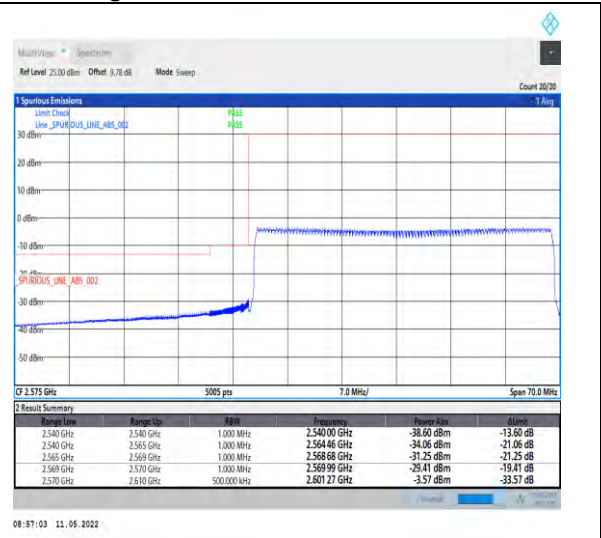 MultiView Spectrum
Ref Level 25.00 dBm Offset 9.78 dB Mode Sweep
Count 20/20
1 Spurious Emissions 1 Avg
Limit Check PASS
Line _SPURIOUS_LINE_ABS_002 PASS
30 dBm
20 dBm
10 dBm
0 dBm
-10 dBm
-20 dBm
_SPURIOUS_LINE_ABS_002
-30 dBm
-40 dBm
-50 dBm
CF 2.575 GHz 5005 pts 7.0 MHz/ Span 70.0 MHz
2 Result Summary
Range Low Range Up RBW Frequency Power Abs ΔLimit
2.540 GHz 2.540 GHz 1.000 MHz 2.54000 GHz -38.60 dBm -13.60 dB
2.540 GHz 2.565 GHz 1.000 MHz 2.56446 GHz -34.06 dBm -21.06 dB
2.565 GHz 2.569 GHz 1.000 MHz 2.56868 GHz -31.25 dBm -21.25 dB
2.569 GHz 2.570 GHz 1.000 MHz 2.56999 GHz -29.41 dBm -19.41 dB
2.570 GHz 2.610 GHz 500.000 kHz 2.60127 GHz -3.57 dBm -33.57 dB
08:57:03 11.05.2022